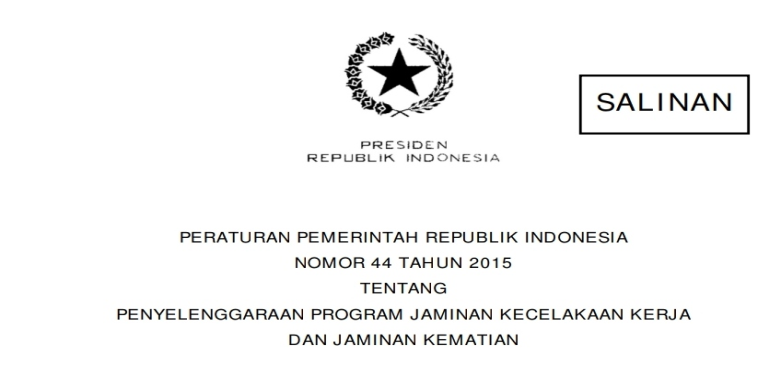 SALINAN
PRESIDEN
REPUBLIK INDONESIA
PERATURAN PEMERINTAH REPUBLIK INDONESIA
NOMOR 44 TAHUN 2015
TENTANG
PENYELENGGARAAN PROGRAM JAMINAN KECELAKAAN KERJA
DAN JAMINAN KEMATIAN